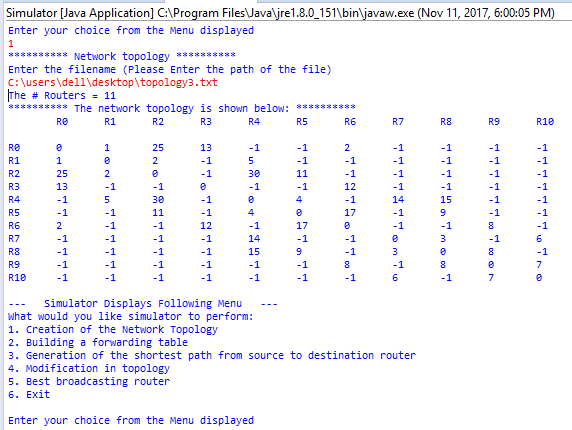 Simulator [Java Application] C:\Program Files\Java\jre1.8.0_151\bin\javaw.exe (Nov 11, 2017, 6:00:05 PM)
Enter your choice from the Menu displayed
1
********** Network topology **********
Enter the filename (Please Enter the path of the file)
C:\users\dell\desktop\topology3.txt
The # Routers = 11
********** The network topology is shown below: **********
R0 R1 R2 R3 R4 R5 R6 R7 R8 R9 R10
R0 0 1 25 13 -1 -1 2 -1 -1 -1 -1
R1 1 0 2 -1 5 -1 -1 -1 -1 -1 -1
R2 25 2 0 -1 30 11 -1 -1 -1 -1 -1
R3 13 -1 -1 0 -1 -1 12 -1 -1 -1 -1
R4 -1 5 30 -1 0 4 -1 14 15 -1 -1
R5 -1 -1 11 -1 4 0 17 -1 9 -1 -1
R6 2 -1 -1 12 -1 17 0 -1 -1 8 -1
R7 -1 -1 -1 -1 14 -1 -1 0 3 -1 6
R8 -1 -1 -1 -1 15 9 -1 3 0 8 -1
R9 -1 -1 -1 -1 -1 -1 8 -1 8 0 7
R10 -1 -1 -1 -1 -1 -1 -1 6 -1 7 0
--- Simulator Displays Following Menu ---
What would you like simulator to perform:
1. Creation of the Network Topology
2. Building a forwarding table
3. Generation of the shortest path from source to destination router
4. Modification in topology
5. Best broadcasting router
6. Exit
Enter your choice from the Menu displayed